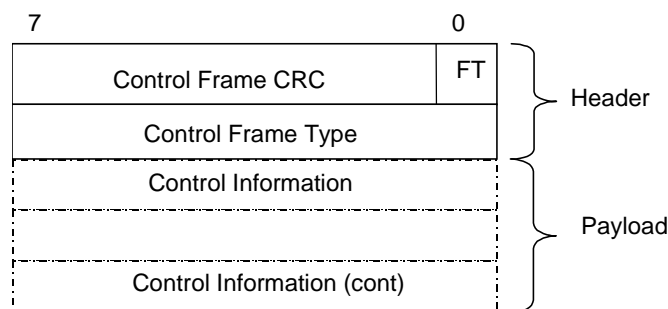 7 0
Control Frame CRC FT
Header
Control Frame Type
Control Information
Payload
Control Information (cont)